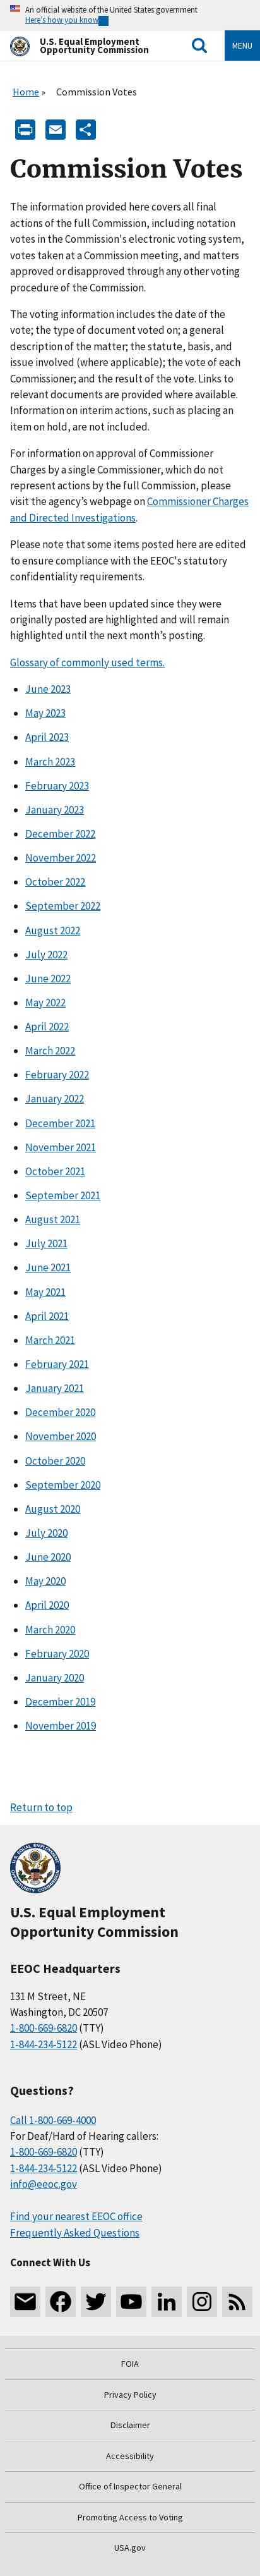 An official website of the United States government
Here's how you know
U.S. Equal Employment
Opportunity Commission
MENU
Home » Commission Votes
Commission Votes
The information provided here covers all final
actions of the full Commission, including notation
votes in the Commission's electronic voting system,
votes taken at a Commission meeting, and matters
approved or disapproved through any other voting
procedure of the Commission.
The voting information includes the date of the
vote; the type of document voted on; a general
description of the matter; the statute, basis, and
issue involved (where applicable); the vote of each
Commissioner; and the result of the vote. Links to
relevant documents are provided where available.
Information on interim actions, such as placing an
item on hold, are not included.
For information on approval of Commissioner
Charges by a single Commissioner, which do not
represent actions by the full Commission, please
visit the agency's webpage on Commissioner Charges
and Directed Investigations.
Please note that some items posted here are edited
to ensure compliance with the EEOC's statutory
confidentiality requirements.
Items that have been updated since they were
originally posted are highlighted and will remain
highlighted until the next month's posting.
Glossary of commonly used terms.
June 2023
May 2023
April 2023
March 2023
February 2023
January 2023
December 2022
November 2022
October 2022
September 2022
August 2022
July 2022
June 2022
May 2022
April 2022
March 2022
February 2022
January 2022
December 2021
November 2021
October 2021
September 2021
August 2021
July 2021
June 2021
May 2021
April 2021
March 2021
February 2021
January 2021
December 2020
November 2020
October 2020
September 2020
August 2020
July 2020
June 2020
May 2020
April 2020
March 2020
February 2020
January 2020
December 2019
November 2019
Return to top
U.S. Equal Employment
Opportunity Commission
EEOC Headquarters
131 M Street, NE
Washington, DC 20507
1-800-669-6820 (TTY)
1-844-234-5122 (ASL Video Phone)
Questions?
Call 1-800-669-4000
For Deaf/Hard of Hearing callers:
1-800-669-6820 (TTY)
1-844-234-5122 (ASL Video Phone)
info@eeoc.gov
Find your nearest EEOC office
Frequently Asked Questions
Connect With Us
FOIA
Privacy Policy
Disclaimer
Accessibility
Office of Inspector General
Promoting Access to Voting
USA.gov